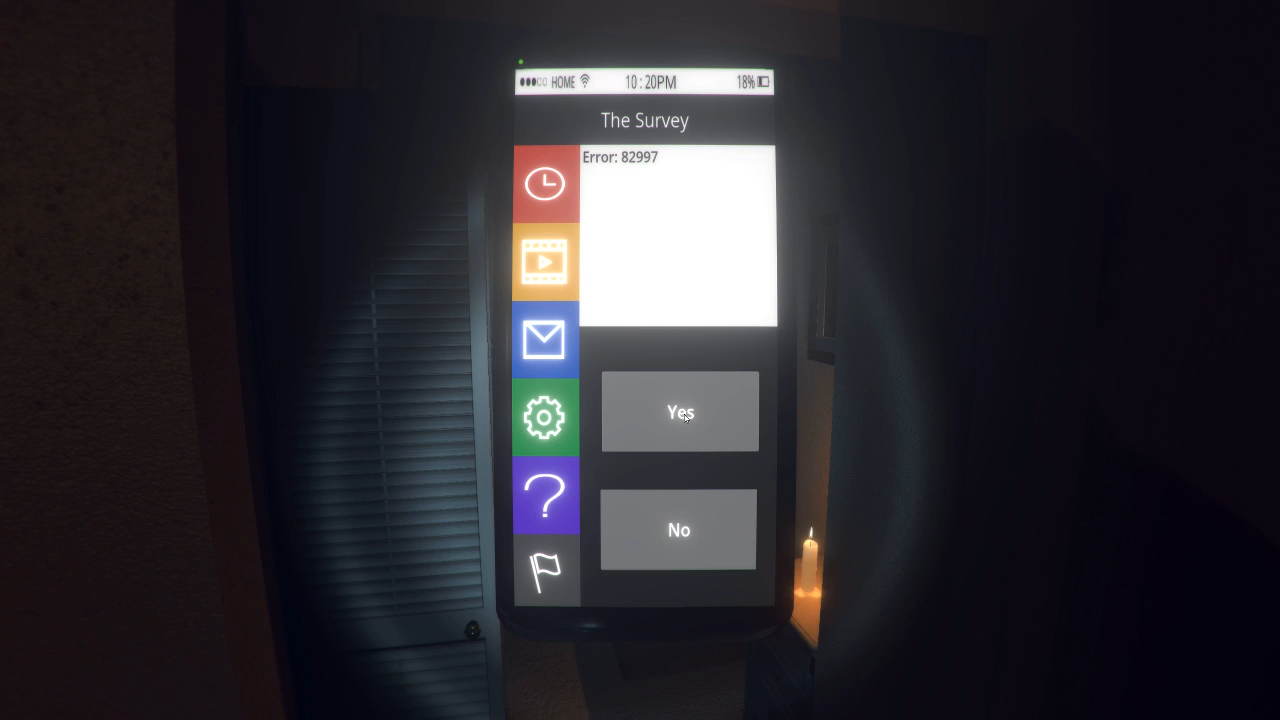 HOME 10:20PM 18%
The Survey
Error: 82997
Yes
No